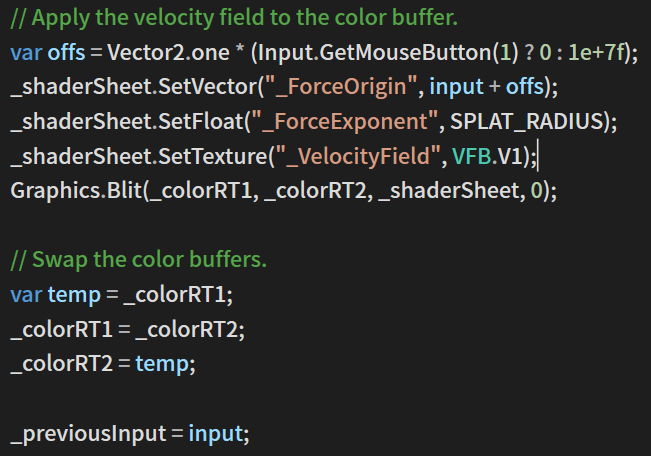 // Apply the velocity field to the color buffer.
var offs = Vector2.one * (Input.GetMouseButton(1) ? 0 : 1e+7f);
_shaderSheet.SetVector("_ForceOrigin", input + offs);
_shaderSheet.SetFloat("_ForceExponent", SPLAT_RADIUS);
_shaderSheet.SetTexture("_VelocityField", VFB.V1);
Graphics.Blit(_colorRT1, _colorRT2, _shaderSheet, 0);
// Swap the color buffers.
var temp = _colorRT1;
_colorRT1 = _colorRT2;
_colorRT2 = temp;
_previousInput = input;